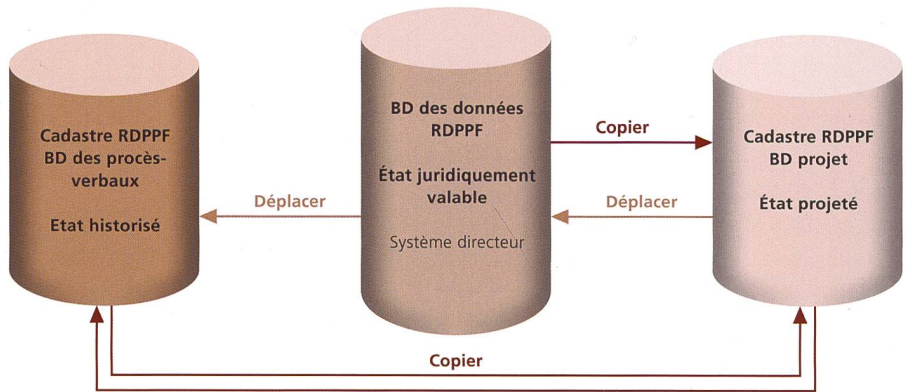 Cadastre RDPPF
BD des procès-
verbaux
Etat historisé
Déplacer
BD des données
RDPPF
État juridiquement
valable
Système directeur
Copier
Déplacer
Cadastre RDPPF
BD projet
État projeté
Copier